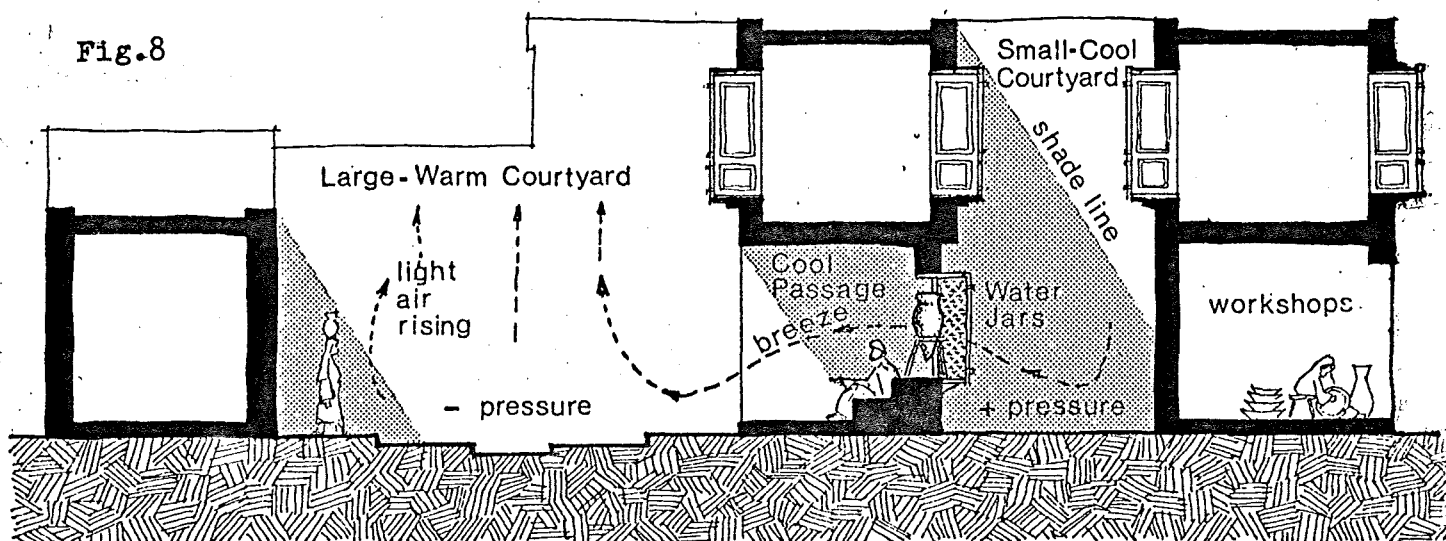 Fig.8
Small-Cool
Courtyard
shade line
Large-Warm Courtyard
light
air
rising
Cool
Passage
breeze
Water
Jars
workshops
- pressure
+ pressure